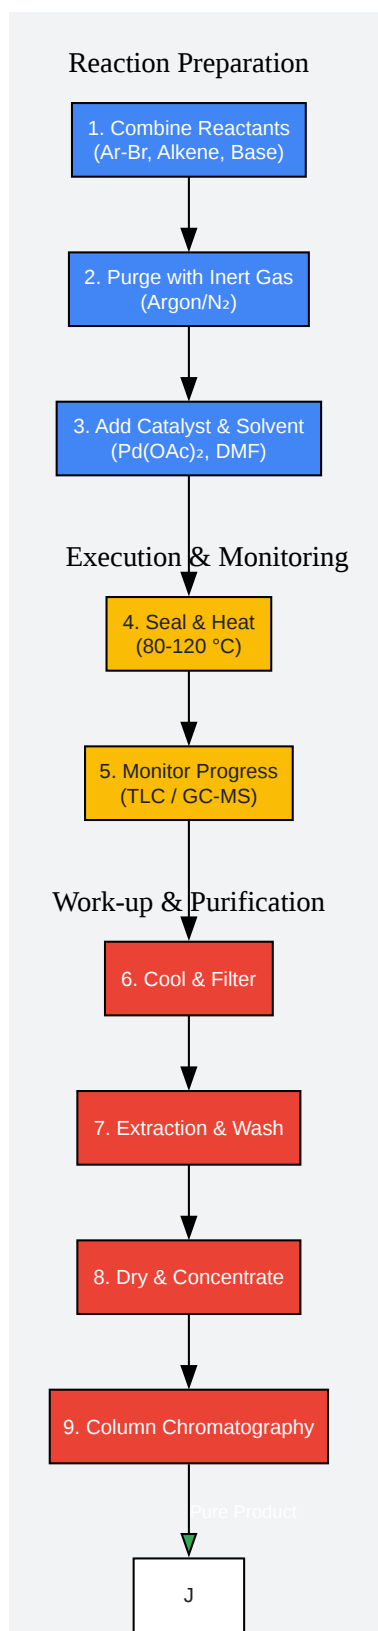 Reaction Preparation
1. Combine Reactants
(Ar-Br, Alkene, Base)
2. Purge with Inert Gas
(Argon/N₂)
3. Add Catalyst & Solvent
(Pd(OAc)₂, DMF)
Execution & Monitoring
4. Seal & Heat
(80-120 °C)
5. Monitor Progress
(TLC / GC-MS)
Work-up & Purification
6. Cool & Filter
7. Extraction & Wash
8. Dry & Concentrate
9. Column Chromatography
Pure Product
J